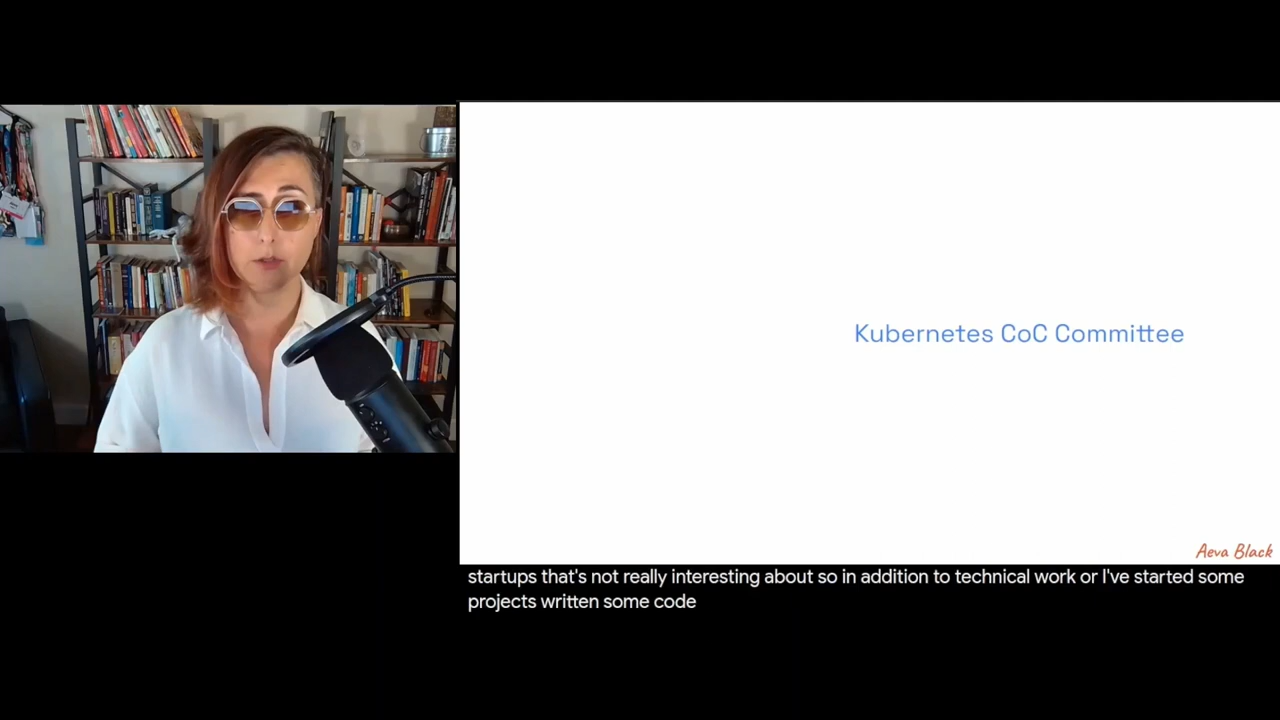 Kubernetes CoC Committee
Aeva Black
startups that's not really interesting about so in addition to technical work or I've started some
projects written some code